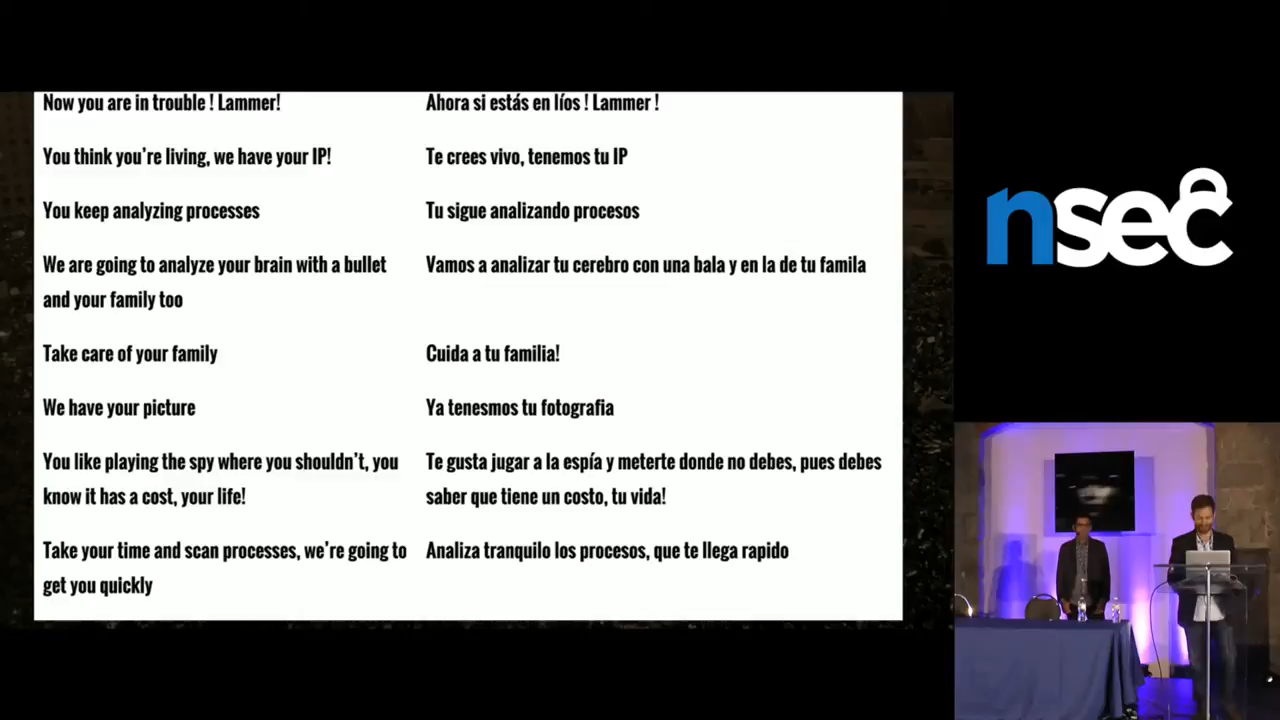 Now you are in trouble ! Lammer!
Ahora si estás en líos ! Lammer !
You think you're living, we have your IP!
Te crees vivo, tenemos tu IP
You keep analyzing processes
Tu sigue analizando procesos
We are going to analyze your brain with a bullet
and your family too
Vamos a analizar tu cerebro con una bala y en la de tu famila
Take care of your family
Cuida a tu familia!
We have your picture
Ya tenesmos tu fotografia
You like playing the spy where you shouldn't, you
know it has a cost, your life!
Te gusta jugar a la espía y meterte donde no debes, pues debes
saber que tiene un costo, tu vida!
Take your time and scan processes, we're going to
get you quickly
Analiza tranquilo los procesos, que te llega rapido
nsec